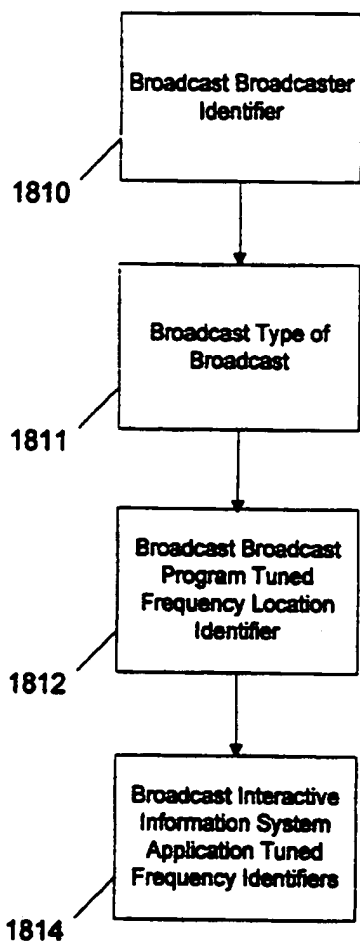 Broadcast Broadcaster
Identifier
1810
Broadcast Type of
Broadcast
1811
Broadcast Broadcast
Program Tuned
Frequency Location
Identifier
1812
Broadcast Interactive
Information System
Application Tuned
Frequency Identifiers
1814